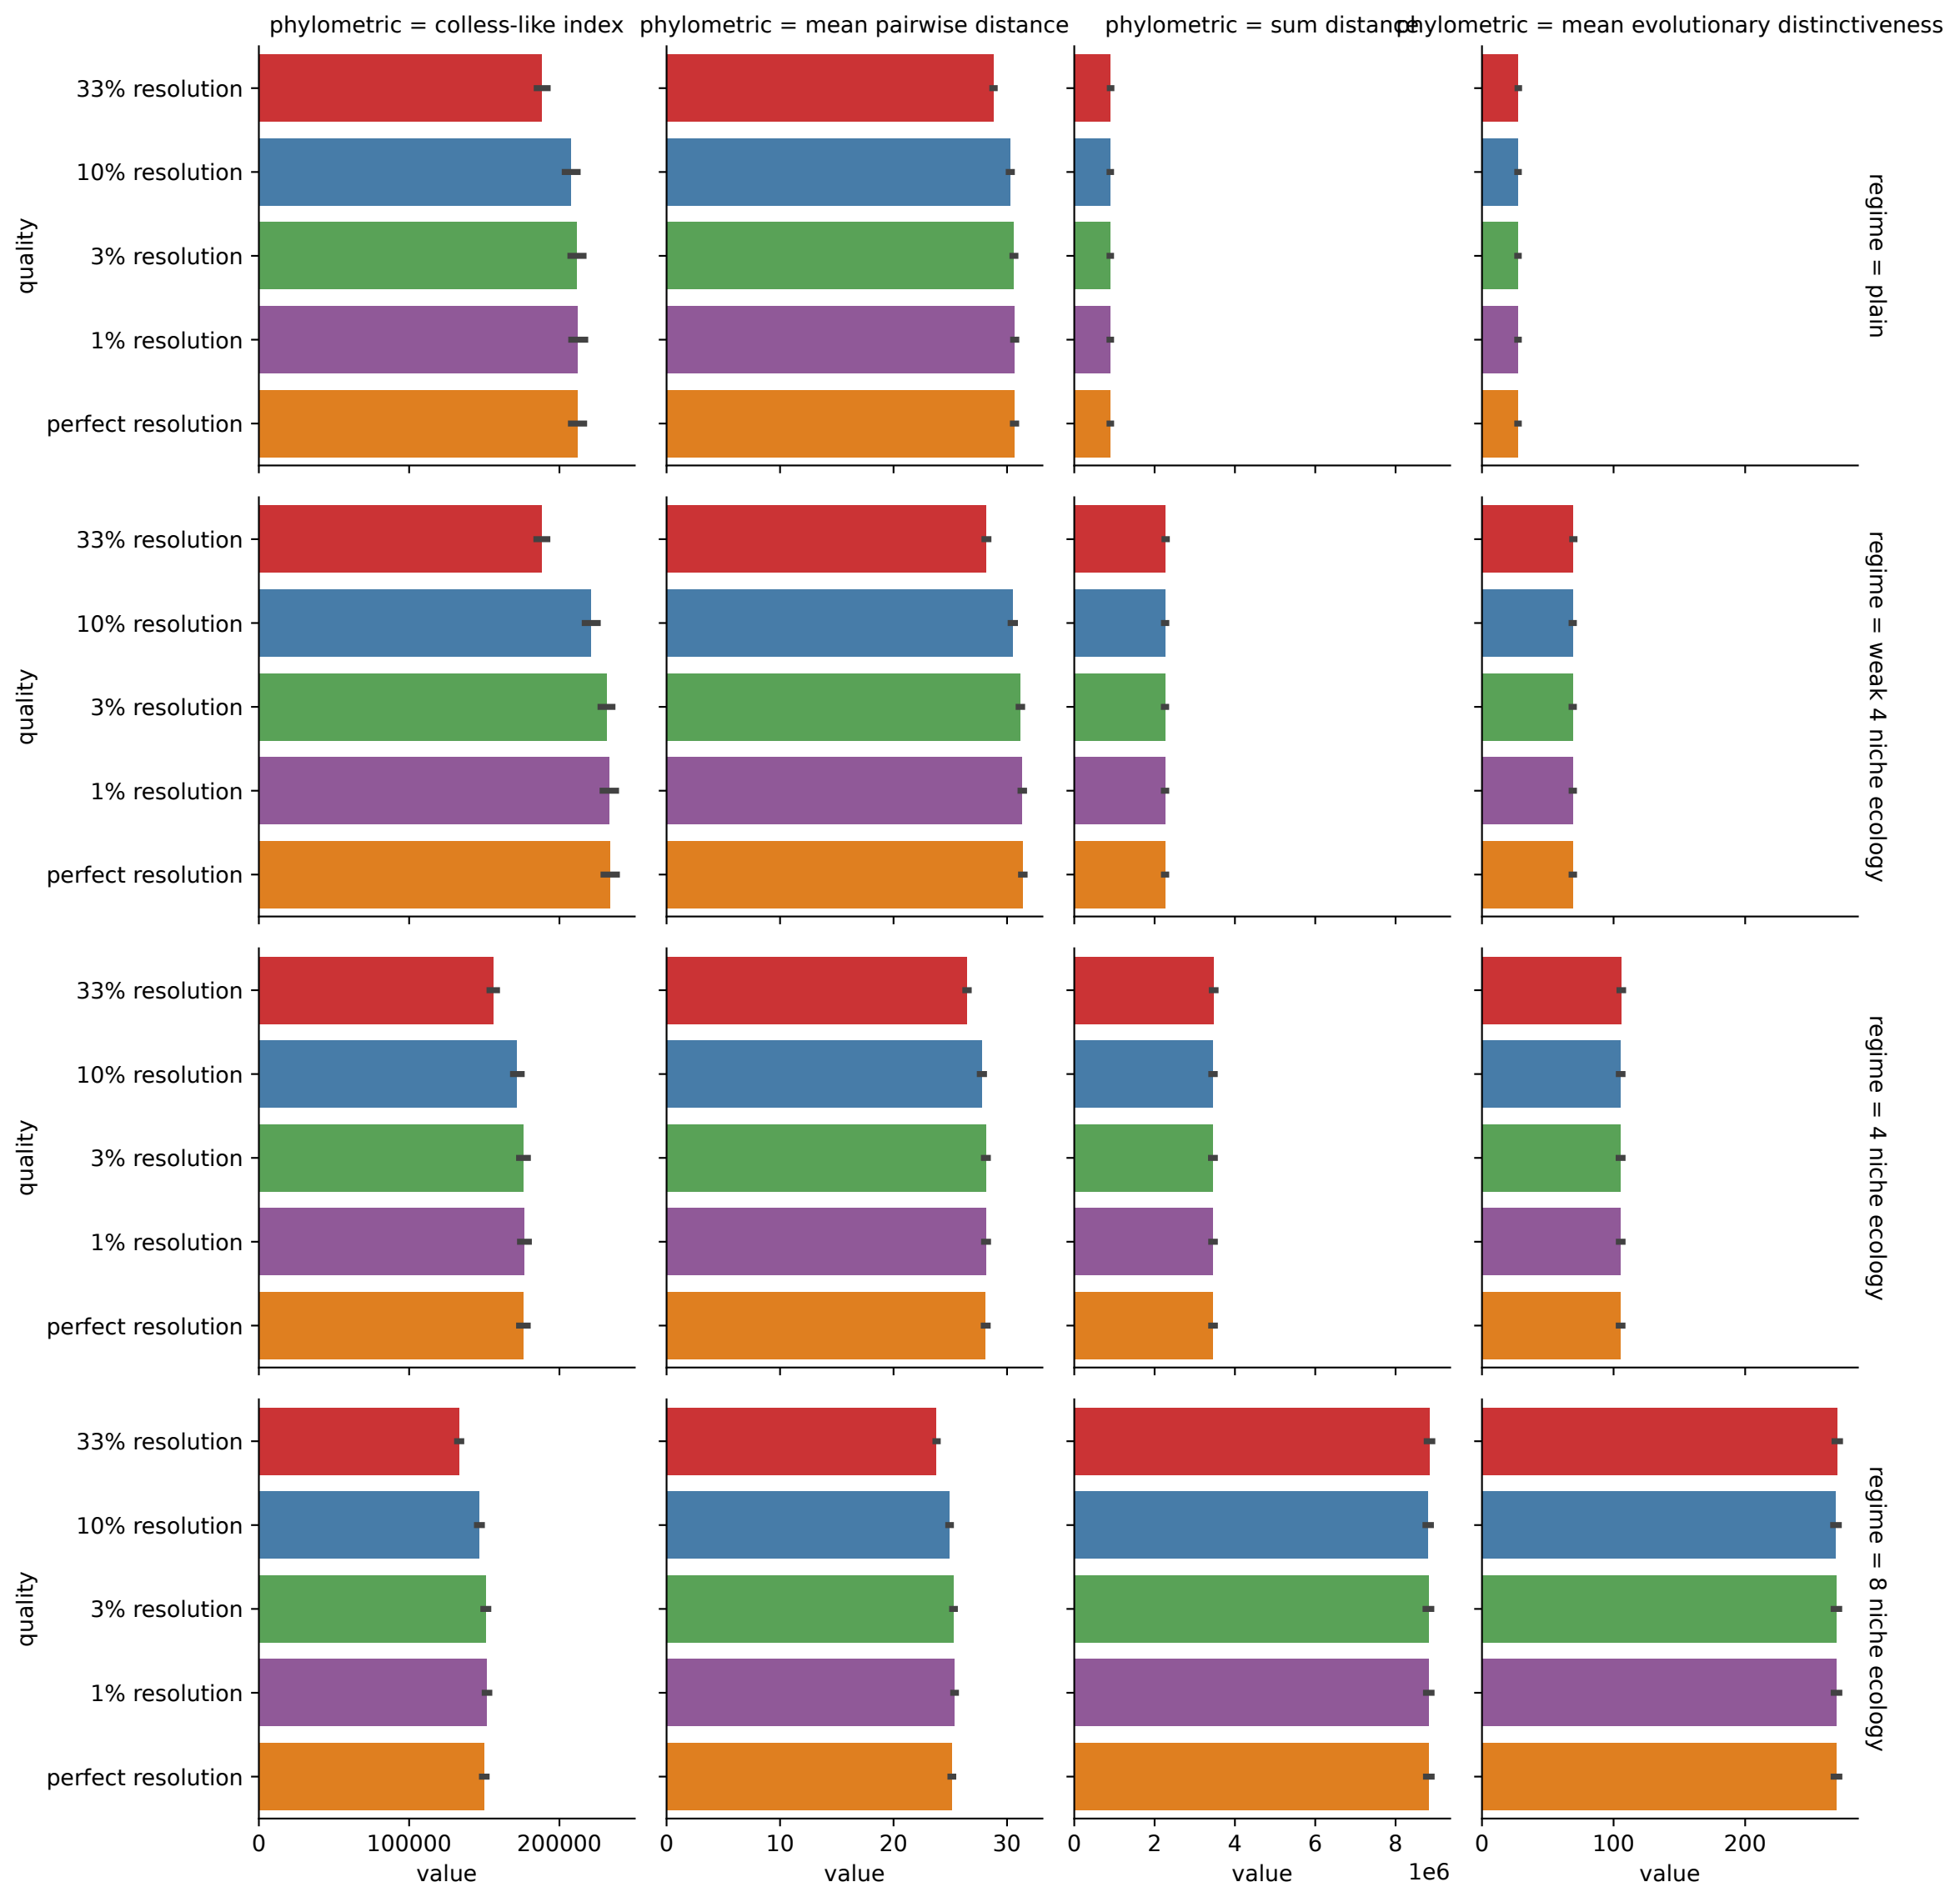 phylometric = colless-like index
phylometric = mean pairwise distance
phylometric = sum distance
phylometric = mean evolutionary distinctiveness
quality
33% resolution
10% resolution
3% resolution
1% resolution
perfect resolution
regime = plain
quality
33% resolution
10% resolution
3% resolution
1% resolution
perfect resolution
regime = weak 4 niche ecology
quality
33% resolution
10% resolution
3% resolution
1% resolution
perfect resolution
regime = 4 niche ecology
quality
33% resolution
10% resolution
3% resolution
1% resolution
perfect resolution
regime = 8 niche ecology
0 100000 200000
value
0 10 20 30
value
0 2 4 6 8
1e6
value
0 100 200
value